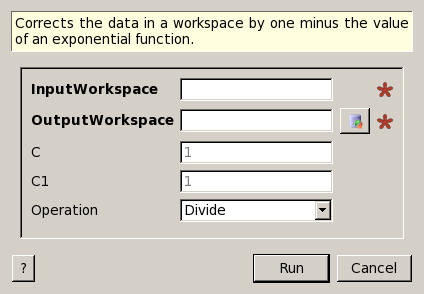 Corrects the data in a workspace by one minus the value
of an exponential function.
InputWorkspace
OutputWorkspace
C 1
C1 1
Operation Divide
? Run Cancel